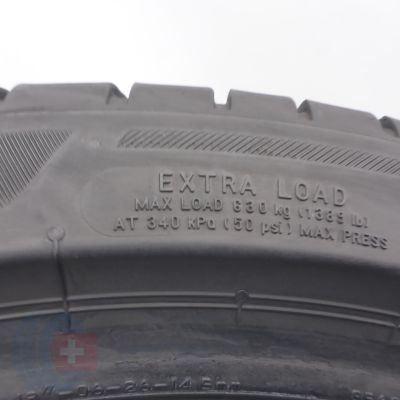 EXTRA LOAD
MAX LOAD 630 kg (1389 lb)
AT 340 kPa (50 psi) MAX PRESS